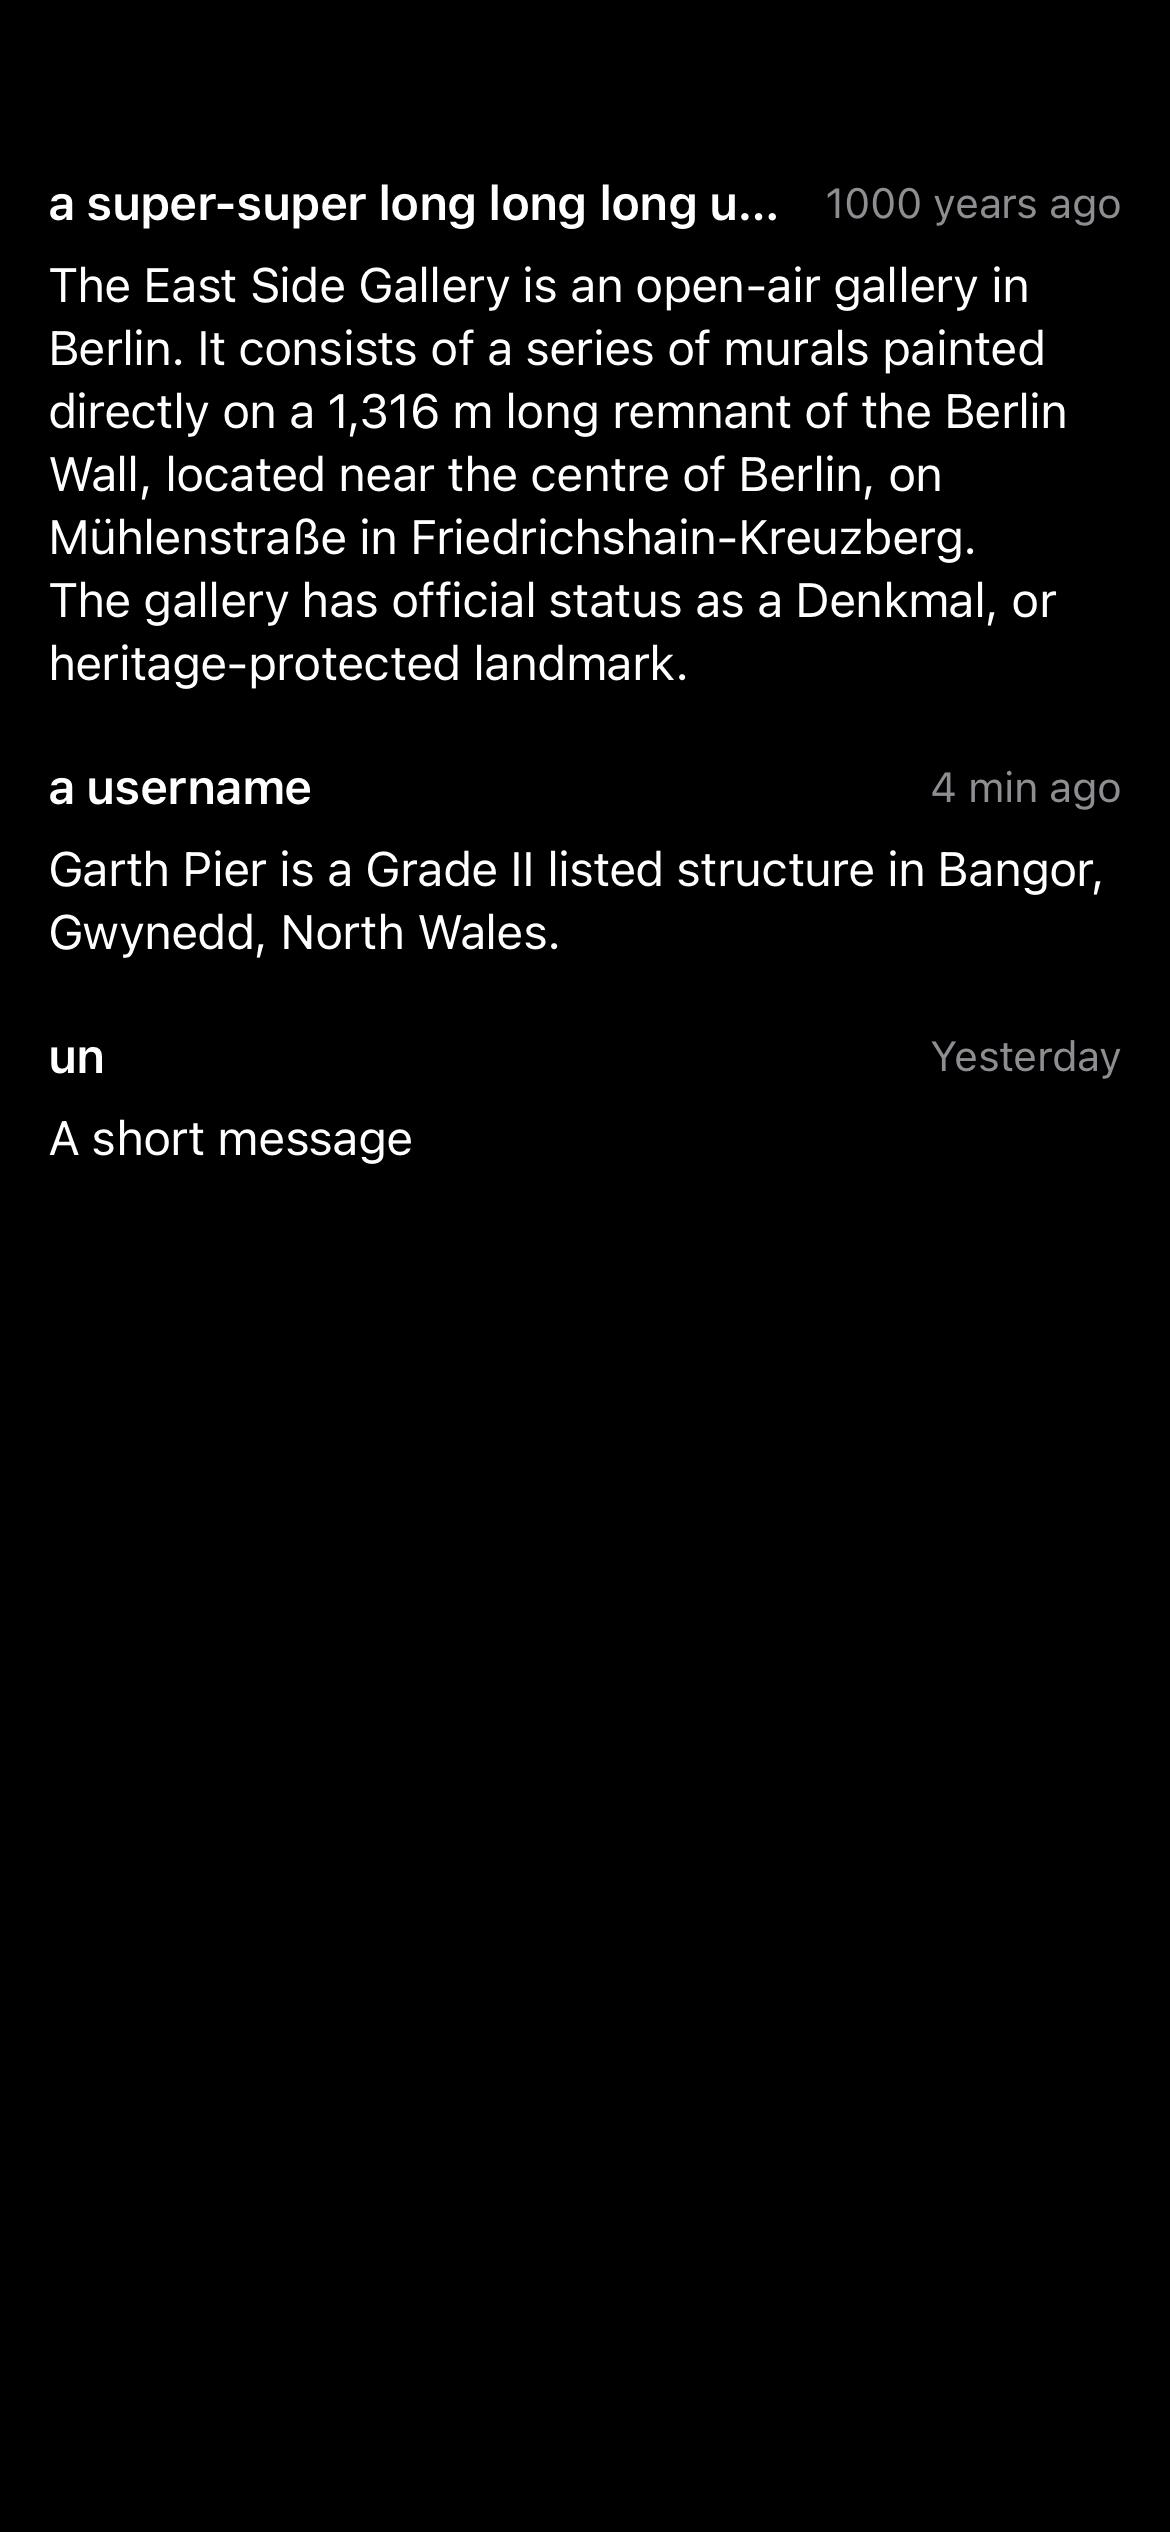 a super-super long long long u... 1000 years ago
The East Side Gallery is an open-air gallery in
Berlin. It consists of a series of murals painted
directly on a 1,316 m long remnant of the Berlin
Wall, located near the centre of Berlin, on
Mühlenstraße in Friedrichshain-Kreuzberg.
The gallery has official status as a Denkmal, or
heritage-protected landmark.
a username 4 min ago
Garth Pier is a Grade II listed structure in Bangor,
Gwynedd, North Wales.
un Yesterday
A short message